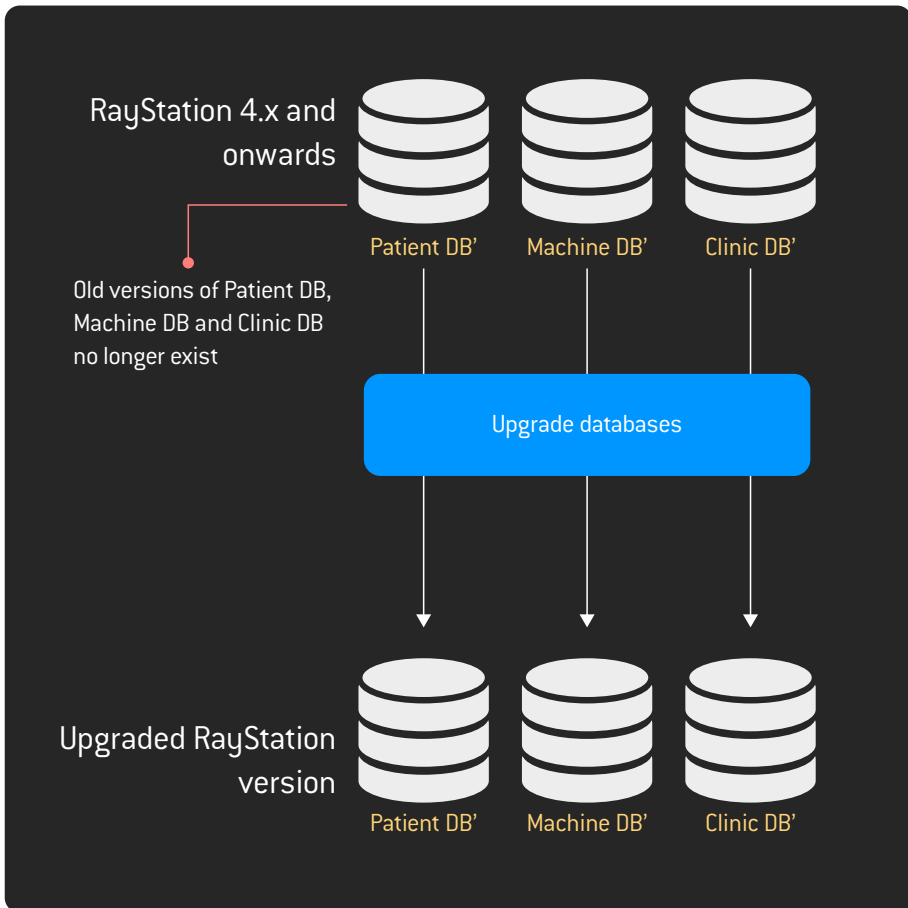 RayStation 4.x and
onwards
Patient DB’
Machine DB’
Clinic DB’
Old versions of Patient DB,
Machine DB and Clinic DB
no longer exist
Upgrade databases
Upgraded RayStation
version
Patient DB’
Machine DB’
Clinic DB’